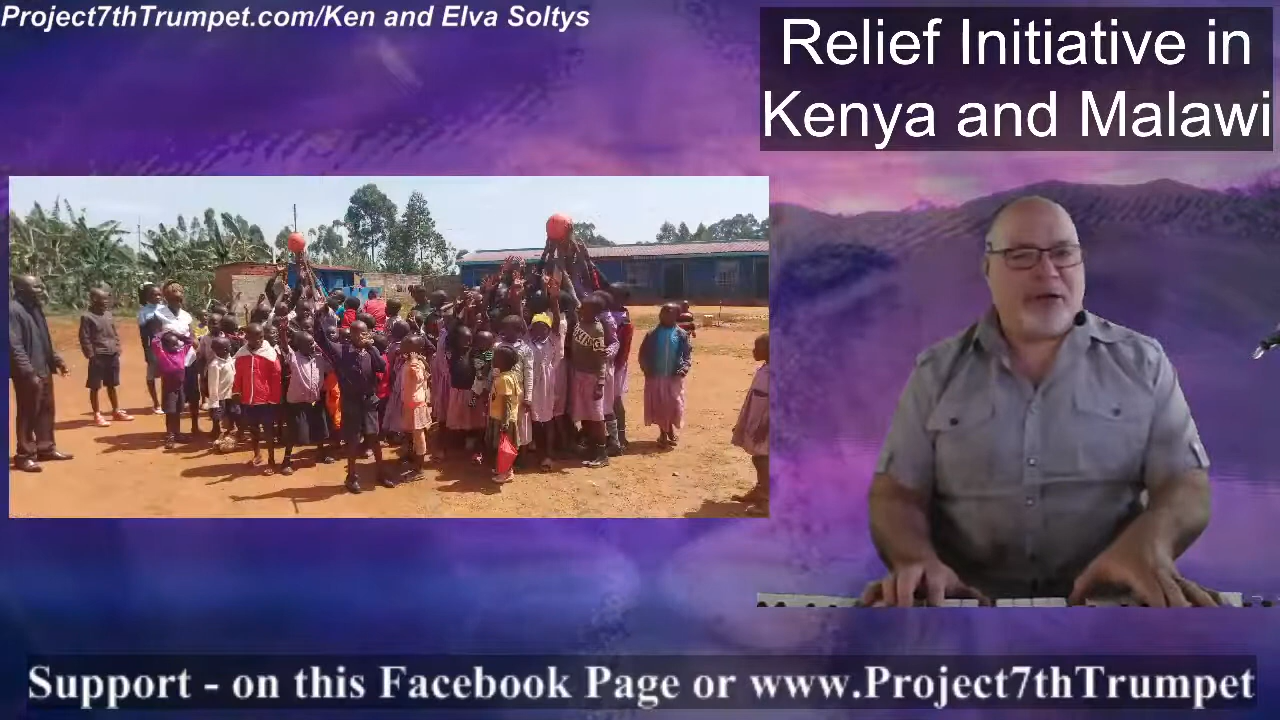 Project7thTrumpet.com/Ken and Elva Soltys
Relief Initiative in
Kenya and Malawi
KING
Support - on this Facebook Page or www.Project7thTrumpet